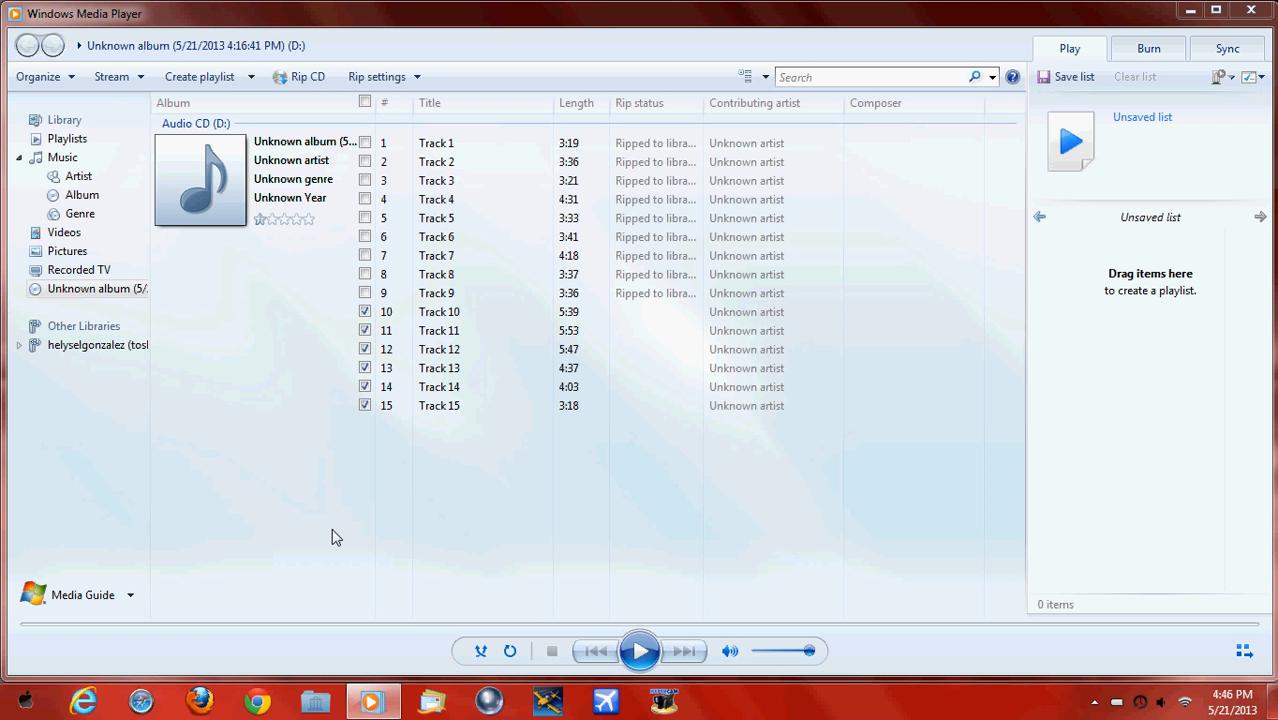 Windows Media Player
Unknown album (5/21/2013 4:16:41 PM) (D:)
Play Burn Sync
Organize Stream Create playlist Rip CD Rip settings Search Save list Clear list
Album # Title Length Rip status Contributing artist Composer
Audio CD (D:)
Unknown album (5...
Unknown artist
Unknown genre
Unknown Year
1 Track 1 3:19 Ripped to libra... Unknown artist
2 Track 2 3:36 Ripped to libra... Unknown artist
3 Track 3 3:21 Ripped to libra... Unknown artist
4 Track 4 4:31 Ripped to libra... Unknown artist
5 Track 5 3:33 Ripped to libra... Unknown artist
6 Track 6 3:41 Ripped to libra... Unknown artist
7 Track 7 4:18 Ripped to libra... Unknown artist
8 Track 8 3:37 Ripped to libra... Unknown artist
9 Track 9 3:36 Ripped to libra... Unknown artist
10 Track 10 5:39 Unknown artist
11 Track 11 5:53 Unknown artist
12 Track 12 5:47 Unknown artist
13 Track 13 4:37 Unknown artist
14 Track 14 4:03 Unknown artist
15 Track 15 3:18 Unknown artist
Library
Playlists
Music
Artist
Album
Genre
Videos
Pictures
Recorded TV
Unknown album (5/
Other Libraries
helyselgonzalez (tosl
Media Guide
Unsaved list
Unsaved list
Drag items here
to create a playlist.
0 items
4:46 PM
5/21/2013